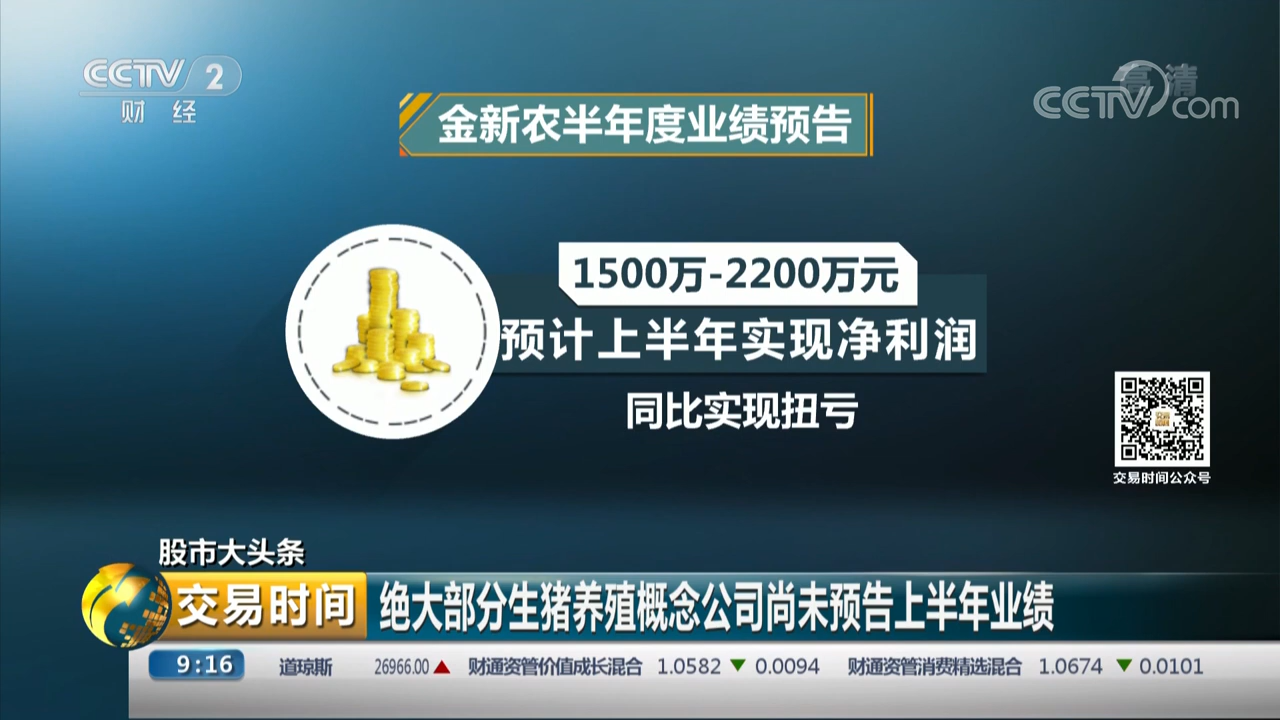 CCTV 2
财经
高清
CCTV.com
金新农半年度业绩预告
1500万-2200万元
预计上半年实现净利润
同比实现扭亏
交易时间公众号
股市大头条
交易时间
绝大部分生猪养殖概念公司尚未预告上半年业绩
9:16 道琼斯 26966.00 ▲ 财通资管价值成长混合 1.0582 ▼ 0.0094 财通资管消费精选混合 1.0674 ▼ 0.0101